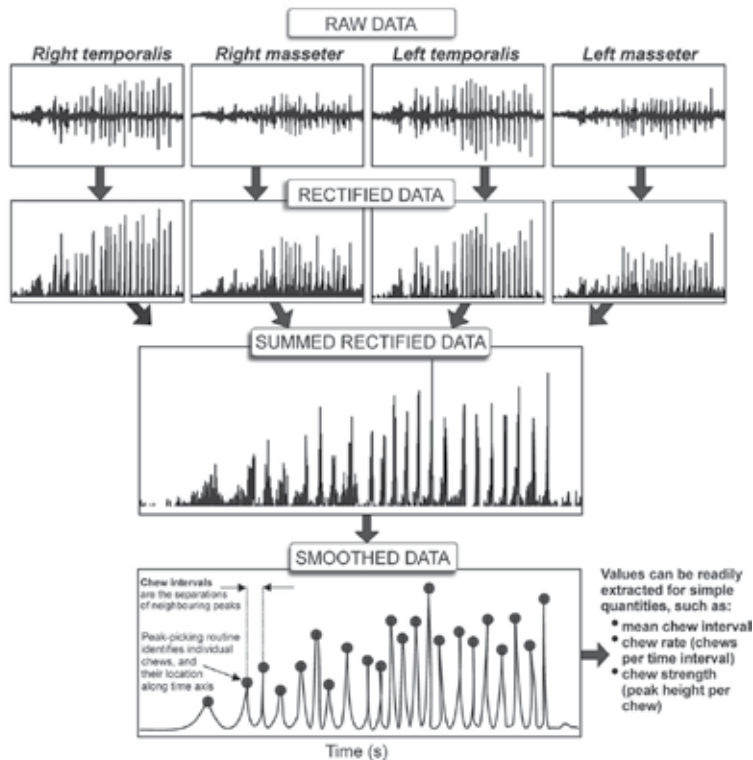 RAW DATA
Right temporalis
Right masseter
Left temporalis
Left masseter
RECTIFIED DATA
SUMMED RECTIFIED DATA
SMOOTHED DATA
Chew intervals
are the separations
of neighbouring peaks
Peak-picking routine
identifies individual
chews, and
their location
along time axis
Time (s)
Values can be readily
extracted for simple
quantities, such as:
• mean chew interval
• chew rate (chews
per time interval)
• chew strength
(peak height per
chew)